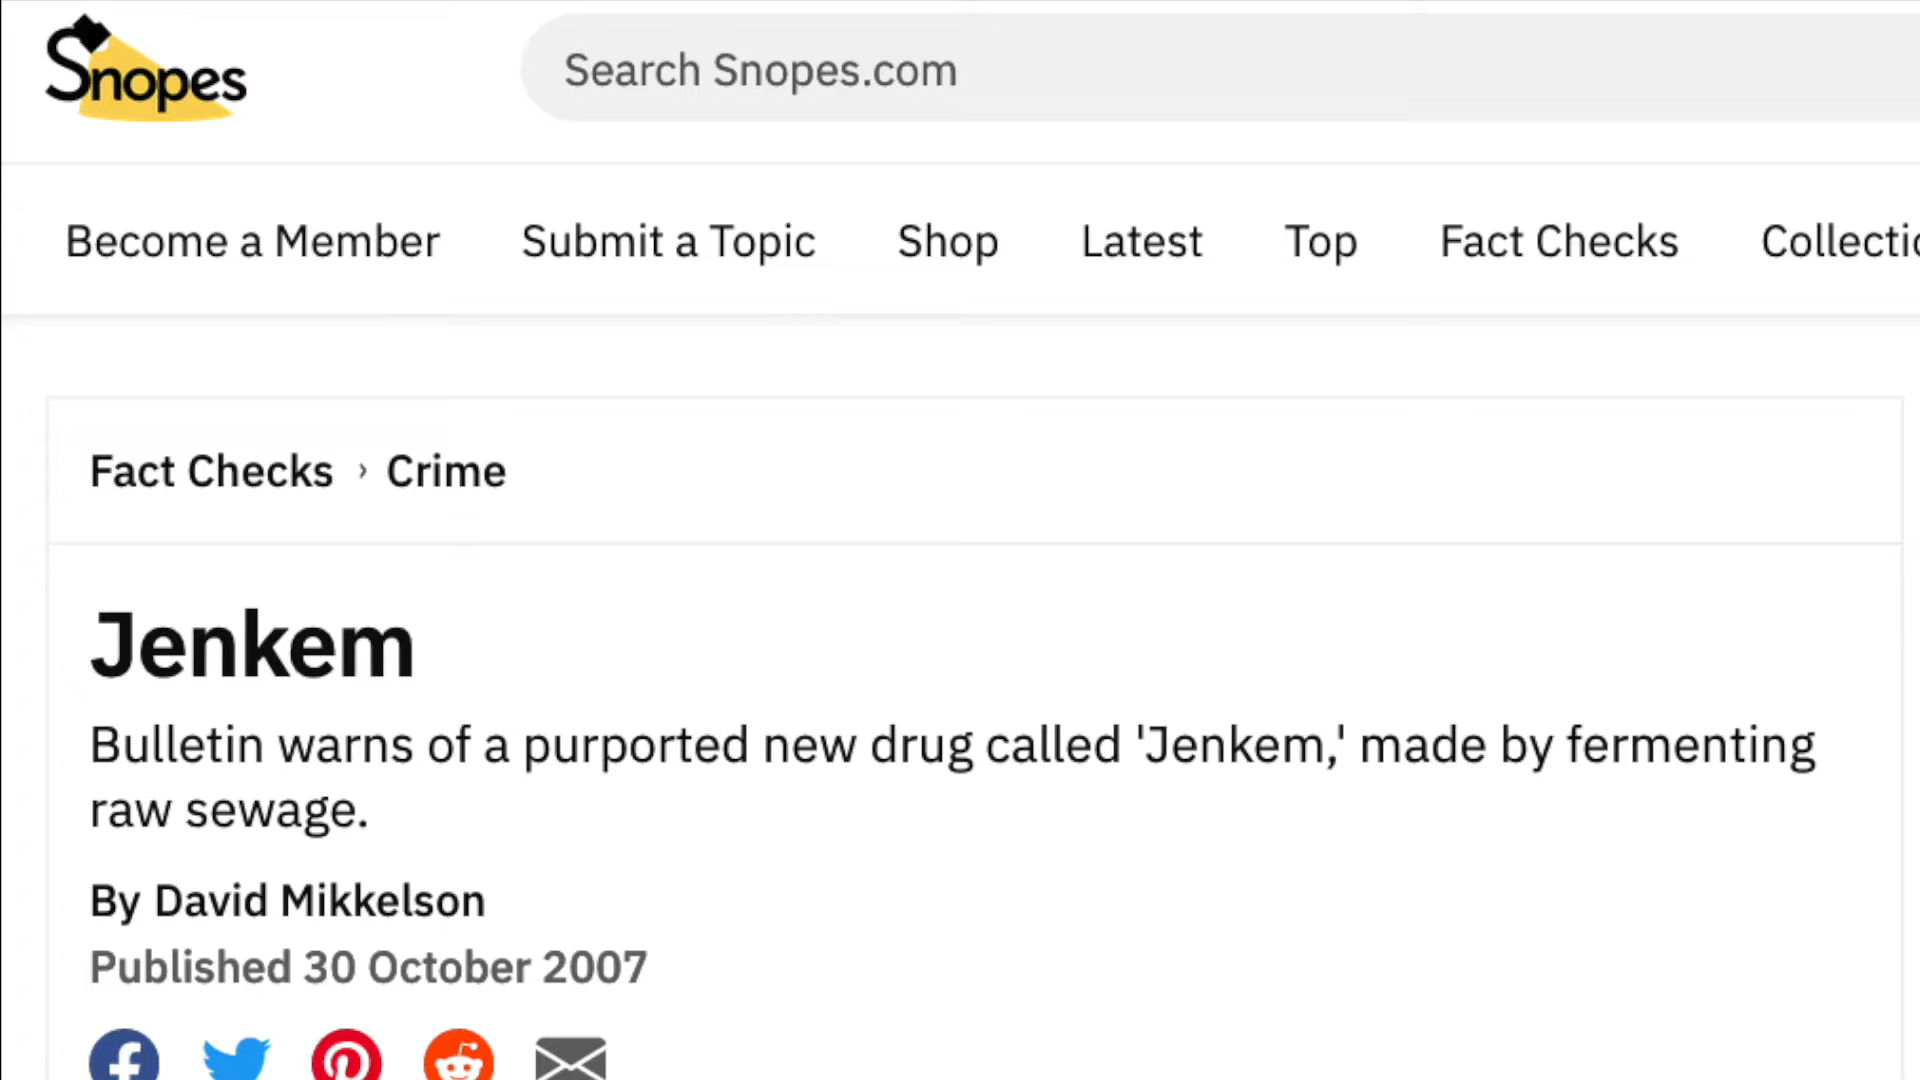 Snopes
Search Snopes.com
Become a Member Submit a Topic Shop Latest Top Fact Checks Collectio
Fact Checks › Crime
Jenkem
Bulletin warns of a purported new drug called 'Jenkem,' made by fermenting
raw sewage.
By David Mikkelson
Published 30 October 2007